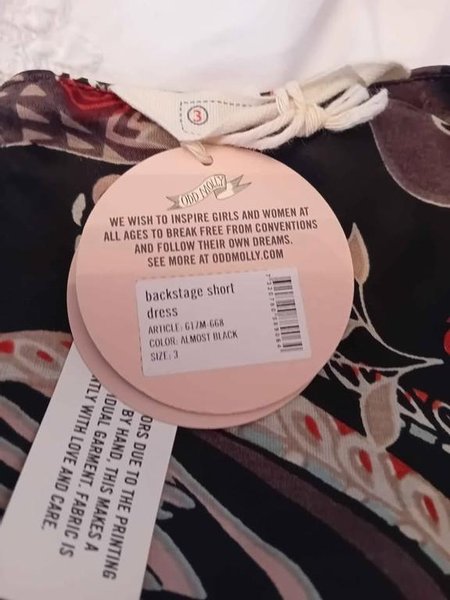 3
ODD MOLLY
WE WISH TO INSPIRE GIRLS AND WOMEN AT
ALL AGES TO BREAK FREE FROM CONVENTIONS
AND FOLLOW THEIR OWN DREAMS.
SEE MORE AT ODDMOLLY.COM
backstage short
dress
ARTICLE: 617M-668
COLOR: ALMOST BLACK
SIZE: 3
ORS DUE TO THE PRINTING
BY HAND. THIS MAKES A
DUAL GARMENT. FABRIC IS
TLY WITH LOVE AND CARE.